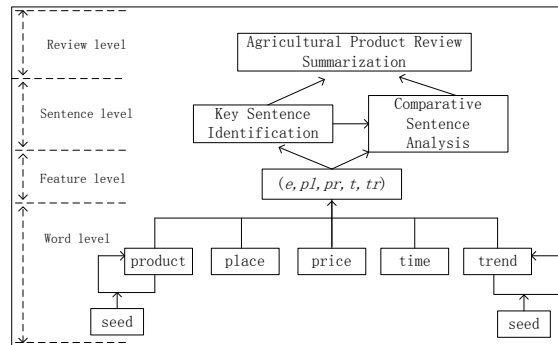 Review level
Agricultural Product Review
Summarization
Sentence level
Key Sentence
Identification
Comparative
Sentence
Analysis
Feature level
(e, pl, pr, t, tr)
Word level
product
place
price
time
trend
seed
seed